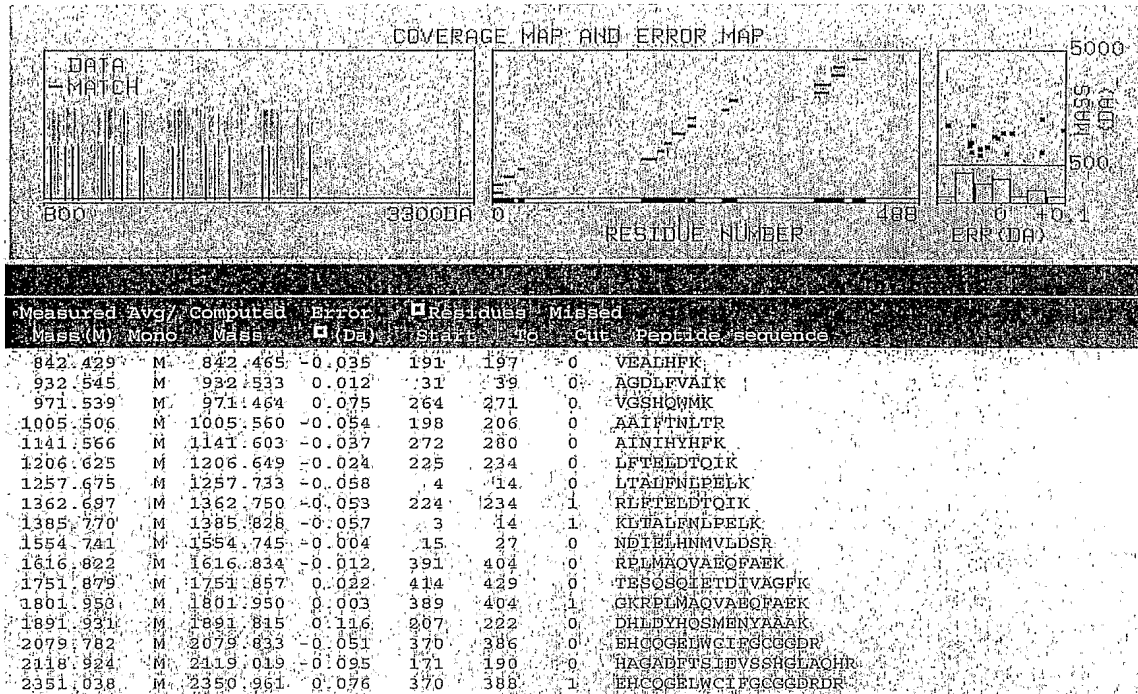 COVERAGE MAP AND ERROR MAP
DATA
MATCH
5000
MASS (DA)
500
800 3300DA 0 488 0 +0.1
RESIDUE NUMBER ERR (DA)
Measured Avg/ Computed Error Residues Missed
Mass(M) Mono Mass (Da) Start To Cut Peptide sequence
842.429 M 842.465 -0.035 191 197 0 VEALHFK
932.545 M 932.533 0.012 31 39 0 AGDLFVAIK
971.539 M 971.464 0.075 264 271 0 VGSHQWMK
1005.506 M 1005.560 -0.054 198 206 0 AAIFTNLTR
1141.566 M 1141.603 -0.037 272 280 0 AINIHYHFK
1206.625 M 1206.649 -0.024 225 234 0 LFTELDTQIK
1257.675 M 1257.733 -0.058 4 14 0 LTALFNLPELK
1362.697 M 1362.750 -0.053 224 234 1 RLFTELDTQIK
1385.770 M 1385.828 -0.057 3 14 1 KLTALFNLPELK
1554.741 M 1554.745 -0.004 15 27 0 NDIELHNMVLDSR
1616.822 M 1616.834 -0.012 391 404 0 RPLMAQVAEQFAEK
1751.879 M 1751.857 0.022 414 429 0 TESQSQIETDIVAGFK
1801.953 M 1801.950 0.003 389 404 1 GKRPLMAQVAEQFAEK
1891.931 M 1891.815 0.116 207 222 0 DHLDYHQSMENYAAAK
2079.782 M 2079.833 -0.051 370 386 0 EHCQGELWCIFGCGGDR
2118.924 M 2119.019 -0.095 171 190 0 HAGADFTSIEVSSHGLAQHR
2351.038 M 2350.961 0.076 370 388 1 EHCQGELWCIFGCGGDRDR